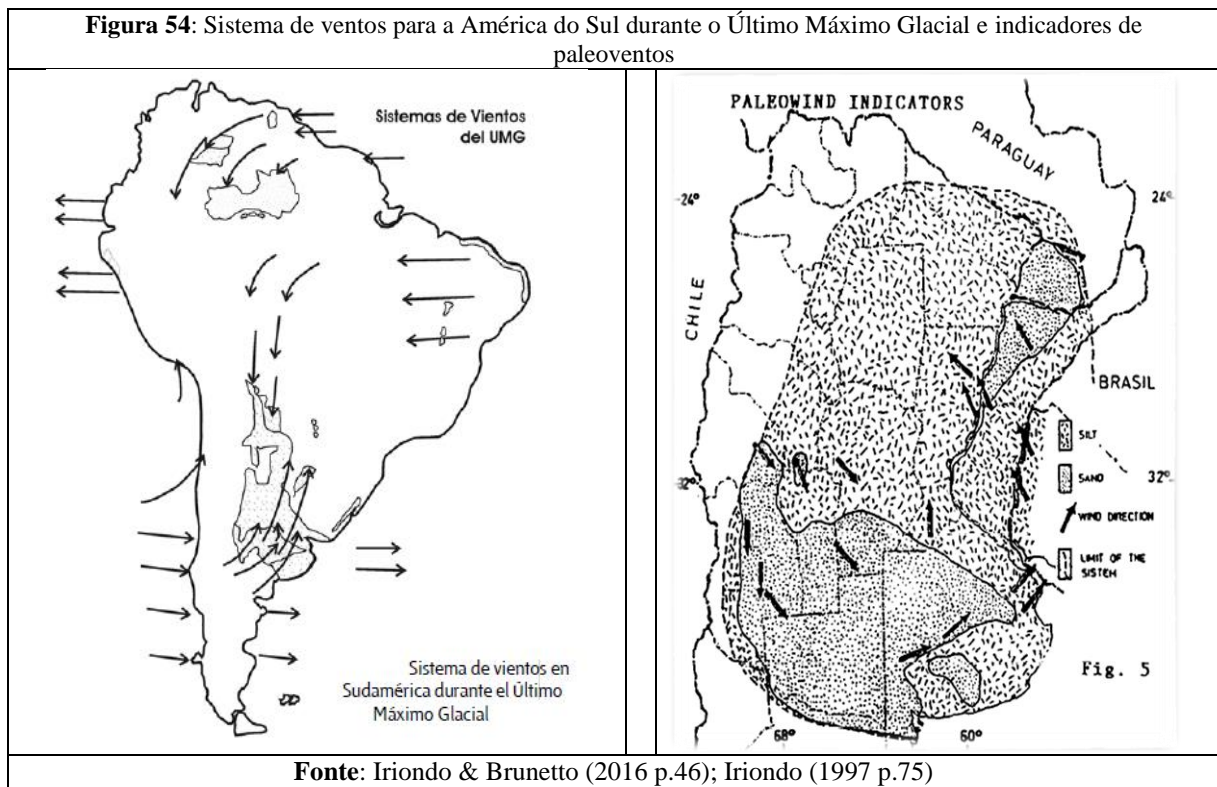 Figura 54: Sistema de ventos para a América do Sul durante o Último Máximo Glacial e indicadores de
paleoventos
Sistemas de Vientos
del UMG
Sistema de vientos en
Sudamérica durante el Último
Máximo Glacial
PALEOWIND INDICATORS
PARAGUAY
24°
24°
CHILE
BRASIL
SILT
SAND
32°
32°
WIND DIRECTION
LIMIT OF THE
SISTEM
Fig. 5
68°
60°
Fonte: Iriondo & Brunetto (2016 p.46); Iriondo (1997 p.75)